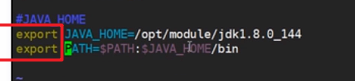 #JAVA_HOME
export JAVA_HOME=/opt/module/jdk1.8.0_144
export PATH=$PATH:$JAVA_HOME/bin
~